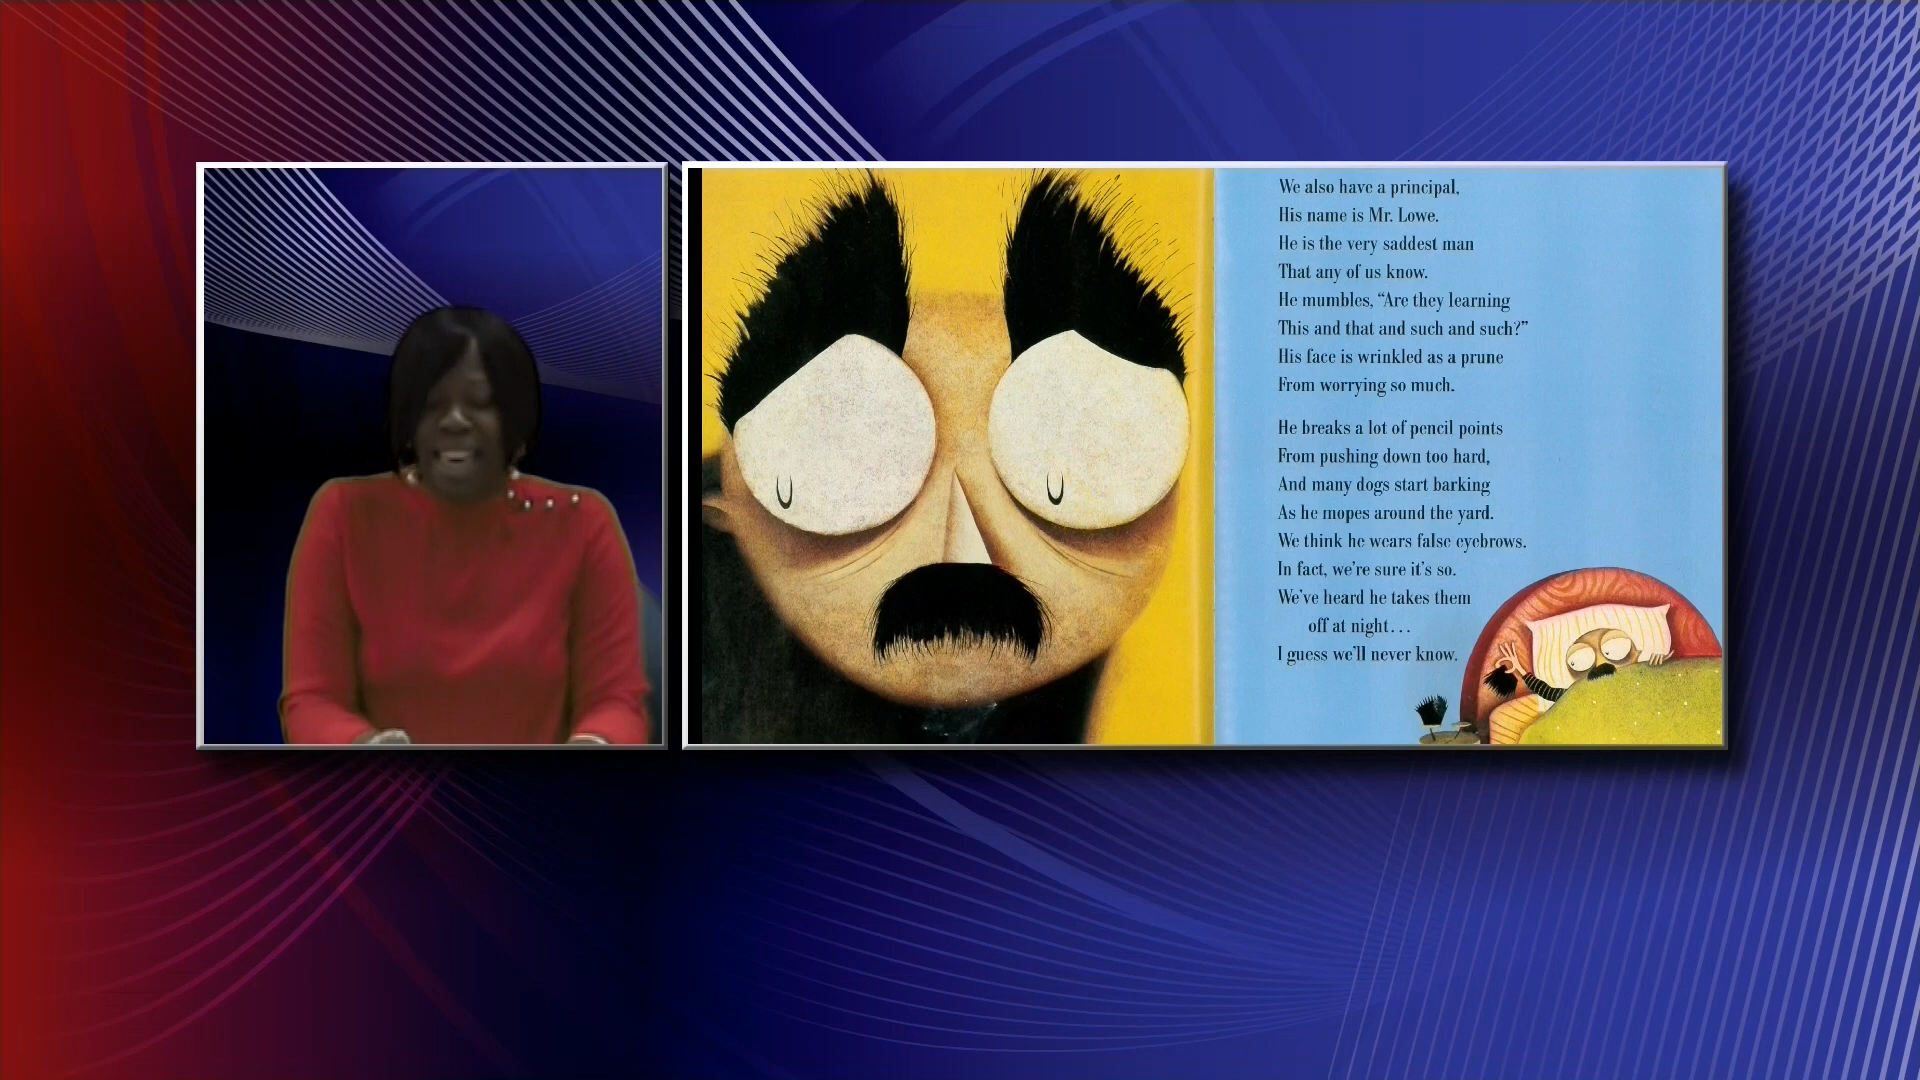 We also have a principal,
His name is Mr. Lowe.
He is the very saddest man
That any of us know.
He mumbles, “Are they learning
This and that and such and such?”
His face is wrinkled as a prune
From worrying so much.
He breaks a lot of pencil points
From pushing down too hard,
And many dogs start barking
As he mopes around the yard.
We think he wears false eyebrows.
In fact, we’re sure it’s so.
We’ve heard he takes them
off at night…
I guess we’ll never know.